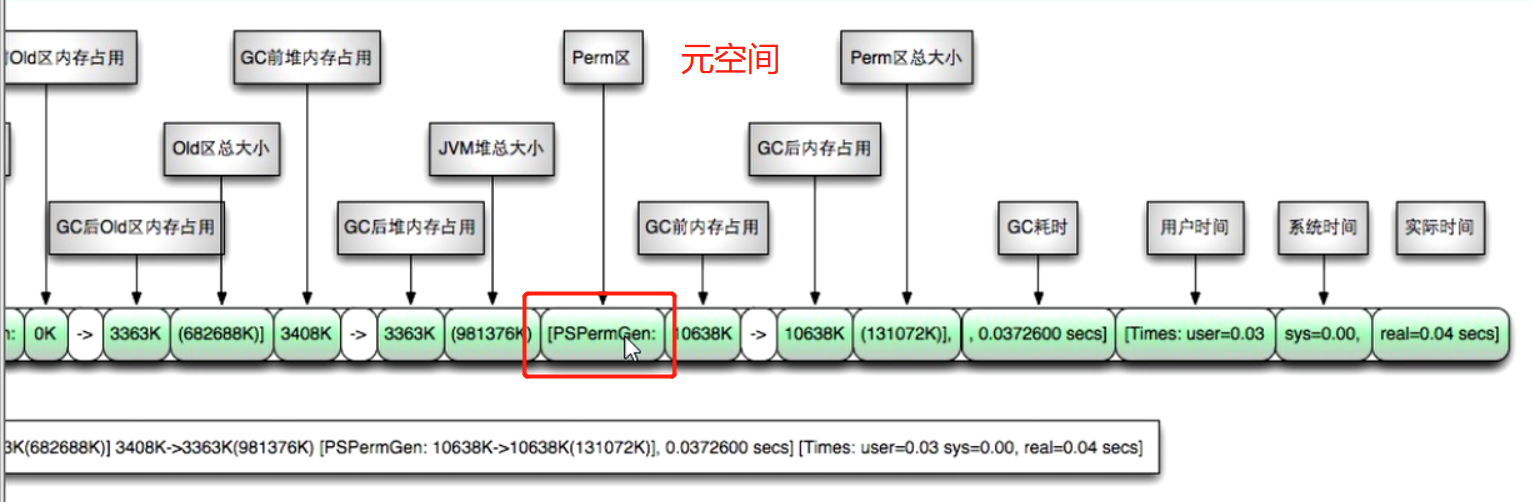 Old区内存占用
GC前堆内存占用
Perm区
元空间
Perm区总大小
Old区总大小
JVM堆总大小
GC后内存占用
GC后Old区内存占用
GC后堆内存占用
GC前内存占用
GC耗时
用户时间
系统时间
实际时间
n: 0K -> 3363K (682688K)] 3408K -> 3363K (981376K) [PSPermGen: 10638K -> 10638K (131072K)], , 0.0372600 secs] [Times: user=0.03 sys=0.00, real=0.04 secs]
3K(682688K)] 3408K->3363K(981376K) [PSPermGen: 10638K->10638K(131072K)], 0.0372600 secs] [Times: user=0.03 sys=0.00, real=0.04 secs]